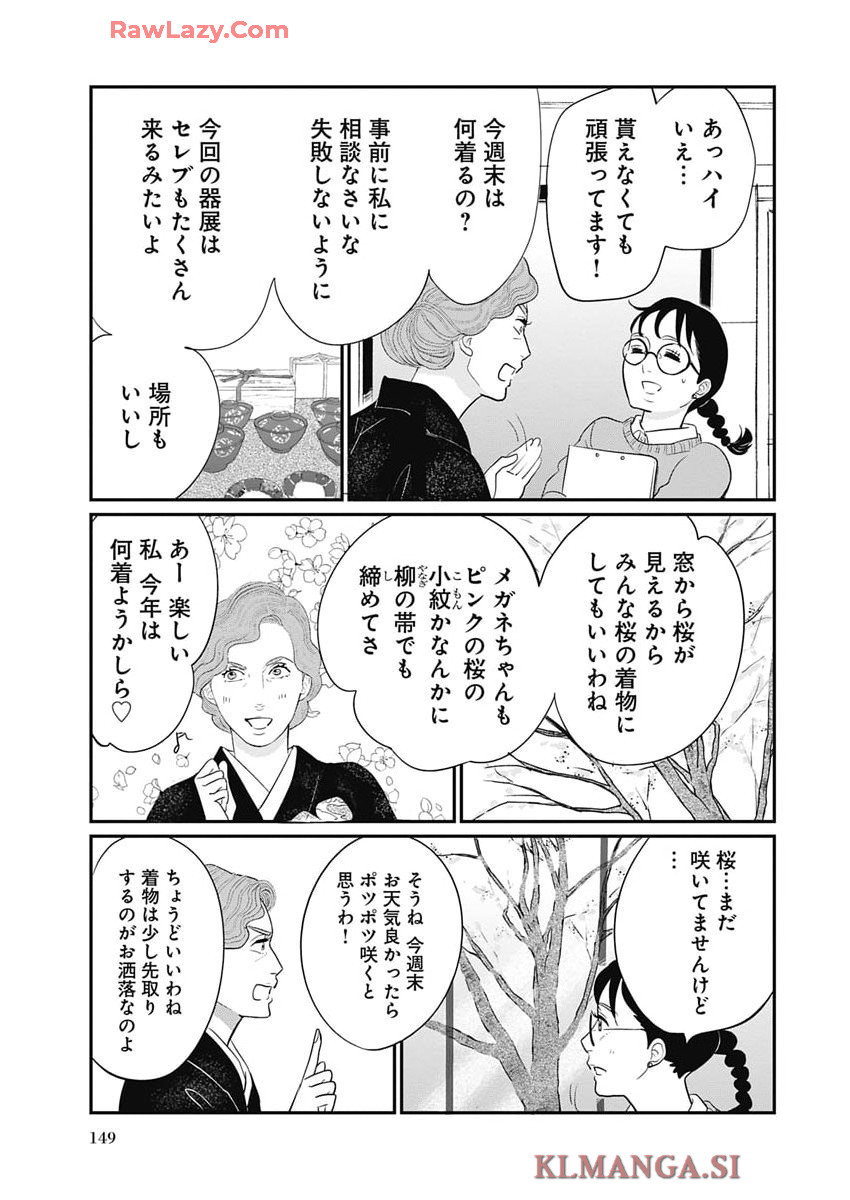 RawLazy.Com
あっハイ
いえ…
貰えなくても
頑張ってます！
今週末は
何着るの？
事前に私に
相談なさいな
失敗しないように
今回の器展は
セレブもたくさん
来るみたいよ
場所も
いいし
窓から桜が
見えるから
みんな桜の着物に
してもいいわね
メガネちゃんも
ピンクの桜の
小紋かなんかに
こもん
柳の帯でも
やなぎ
締めてさ
し
あー 楽しい
私 今年は
何着ようかしら♡
桜…まだ
咲いてませんけど
…
そうね 今週末
お天気良かったら
ポツポツ咲くと
思うわ！
ちょうどいいわね
着物は少し先取り
するのがお洒落なのよ
149
KLMANGA.SI